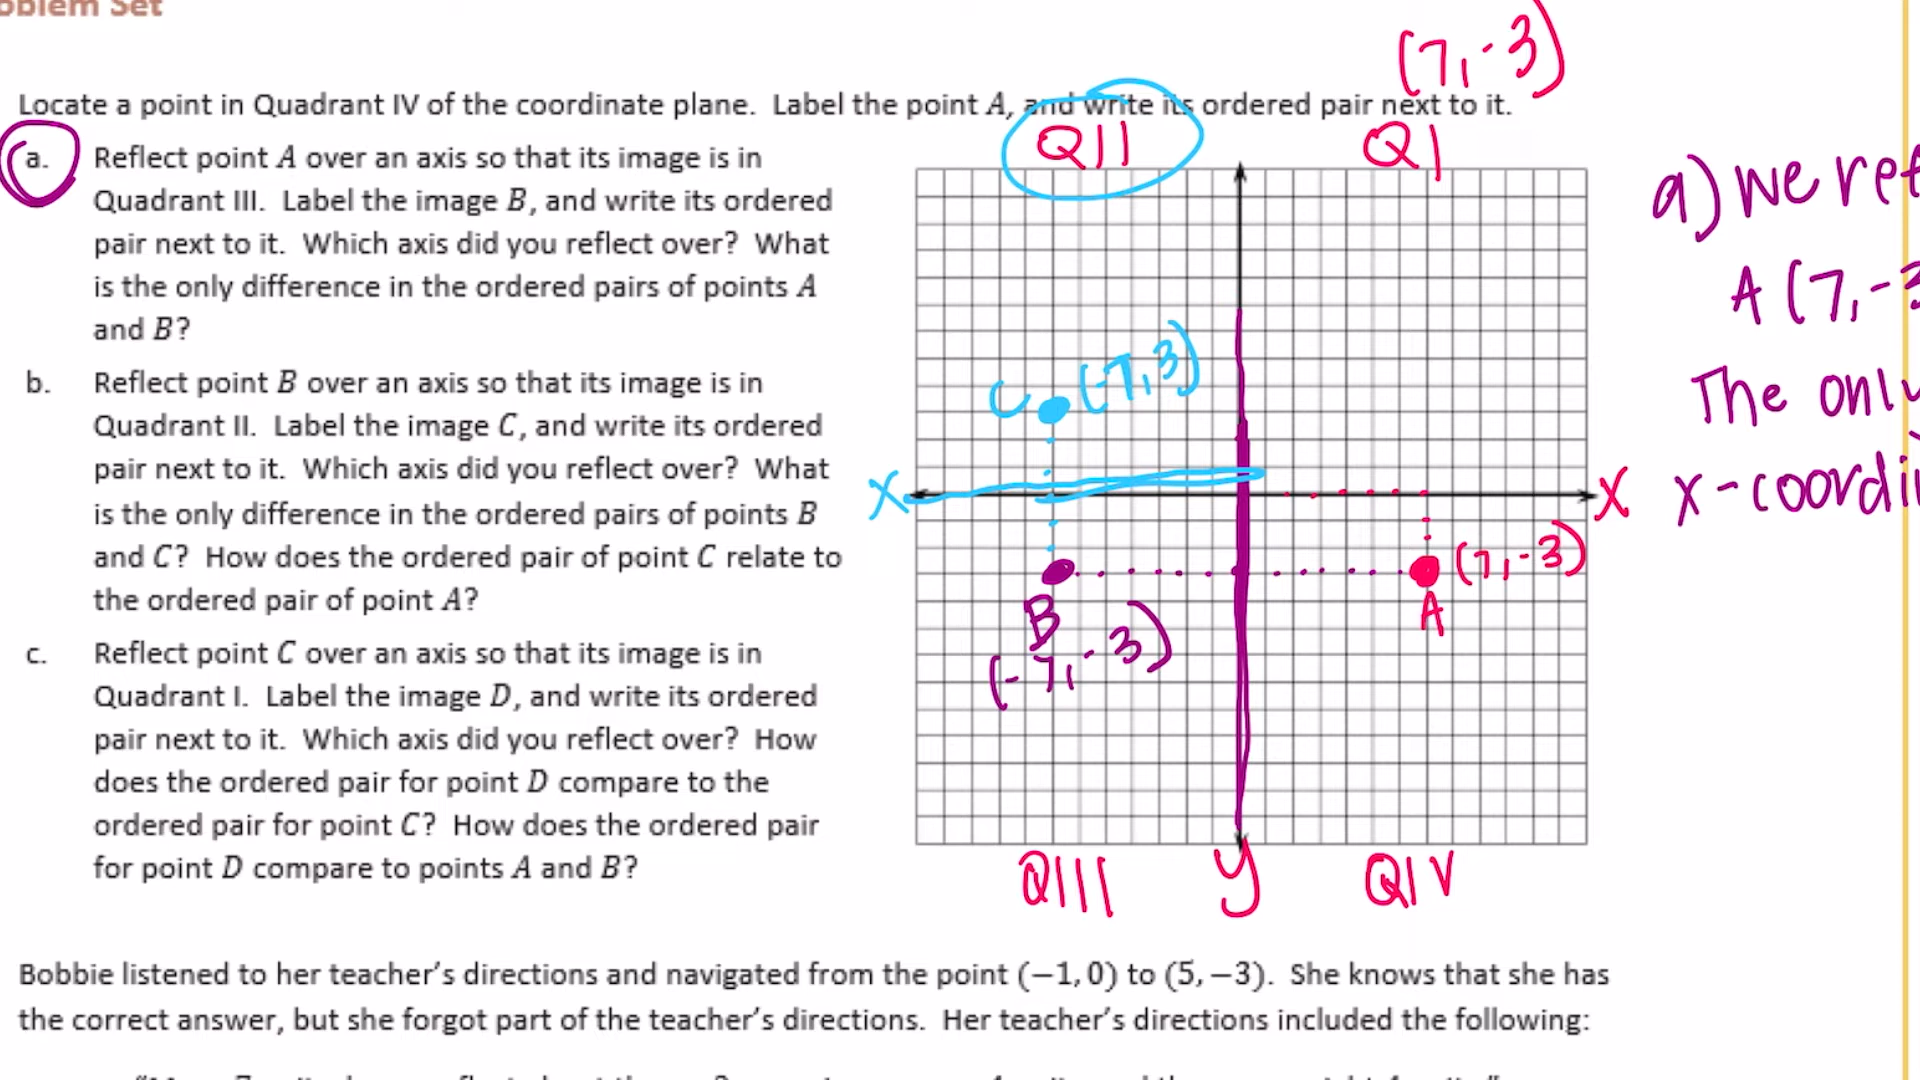 oblem Set
(7,-3)
Locate a point in Quadrant IV of the coordinate plane. Label the point A, and write its ordered pair next to it.
a. Reflect point A over an axis so that its image is in
Quadrant III. Label the image B, and write its ordered
pair next to it. Which axis did you reflect over? What
is the only difference in the ordered pairs of points A
and B?
b. Reflect point B over an axis so that its image is in
Quadrant II. Label the image C, and write its ordered
pair next to it. Which axis did you reflect over? What
is the only difference in the ordered pairs of points B
and C? How does the ordered pair of point C relate to
the ordered pair of point A?
c. Reflect point C over an axis so that its image is in
Quadrant I. Label the image D, and write its ordered
pair next to it. Which axis did you reflect over? How
does the ordered pair for point D compare to the
ordered pair for point C? How does the ordered pair
for point D compare to points A and B?
QII QI
C (-7,3)
X X
(7,-3)
A
B
(-7,-3)
QIII y QIV
a) We ref
A (7,-3
The only
x-coordi
Bobbie listened to her teacher's directions and navigated from the point (−1, 0) to (5, −3). She knows that she has
the correct answer, but she forgot part of the teacher's directions. Her teacher's directions included the following: